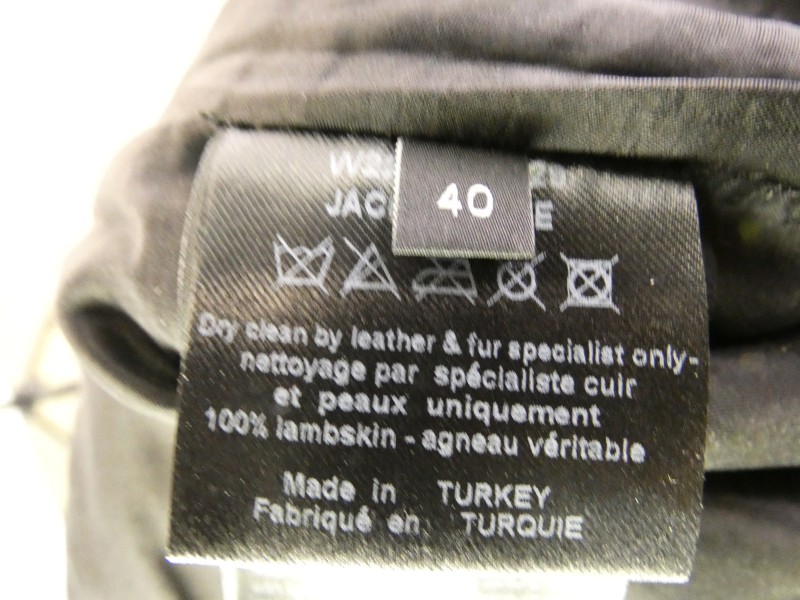 40
Dry clean by leather & fur specialist only-
nettoyage par spécialiste cuir
et peaux uniquement
100% lambskin - agneau véritable
Made in TURKEY
Fabriqué en TURQUIE